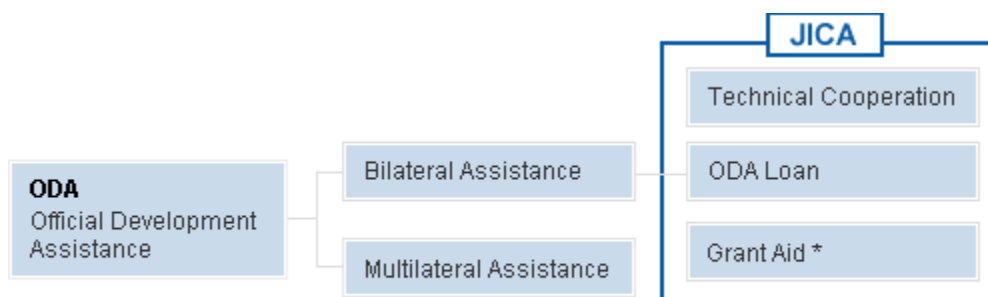 JICA
Technical Cooperation
ODA
Official Development
Assistance
Bilateral Assistance
ODA Loan
Multilateral Assistance
Grant Aid *